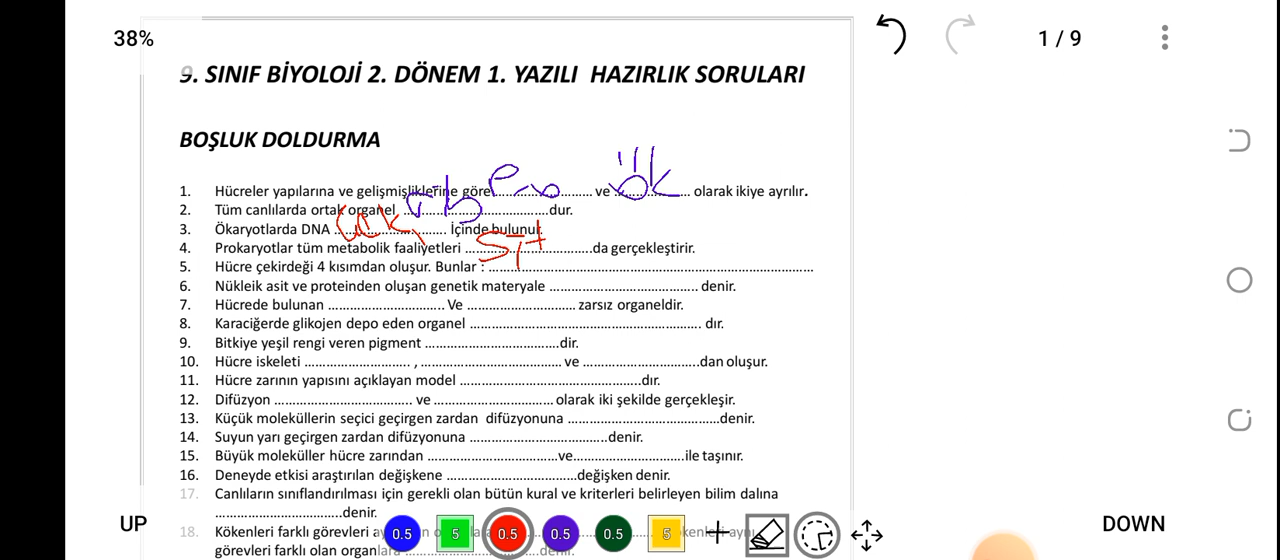 38%
1 / 9
9. SINIF BİYOLOJİ 2. DÖNEM 1. YAZILI HAZIRLIK SORULARI
BOŞLUK DOLDURMA
1. Hücreler yapılarına ve gelişmişliklerine göre........................ ve ök.................. olarak ikiye ayrılır.
2. Tüm canlılarda ortak organel rb..................................dur.
3. Ökaryotlarda DNA .......................... İçinde bulunur.
4. Prokaryotlar tüm metabolik faaliyetleri sit..............................da gerçekleştirir.
5. Hücre çekirdeği 4 kısımdan oluşur. Bunlar : ..............................................................................
6. Nükleik asit ve proteinden oluşan genetik materyale .................................... denir.
7. Hücrede bulunan ............................ Ve .......................... zarsız organeldir.
8. Karaciğerde glikojen depo eden organel ........................................................ dır.
9. Bitkiye yeşil rengi veren pigment ................................dir.
10. Hücre iskeleti .......................... , .................................. ve ............................dan oluşur.
11. Hücre zarının yapısını açıklayan model ............................................dır.
12. Difüzyon .................................. ve ............................. olarak iki şekilde gerçekleşir.
13. Küçük moleküllerin seçici geçirgen zardan difüzyonuna .....................................denir.
14. Suyun yarı geçirgen zardan difüzyonuna ..................................denir.
15. Büyük moleküller hücre zarından ................................ve...........................ile taşınır.
16. Deneyde etkisi araştırılan değişkene ................................değişken denir.
17. Canlıların sınıflandırılması için gerekli olan bütün kural ve kriterleri belirleyen bilim dalına
...............................denir.
UP
DOWN
18. Kökenleri farklı görevleri
0.5 5 0.5 0.5 0.5 5
görevleri farklı olan organlara ................................denir.